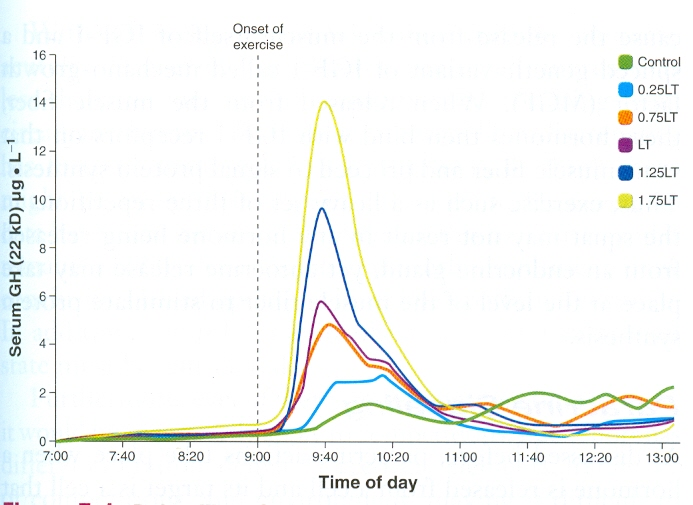 Onset of
exercise
16
14
12
10
8
6
4
2
0
Serum GH (22 kD) µg • L⁻¹
Control
0.25LT
0.75LT
LT
1.25LT
1.75LT
7:00 7:40 8:20 9:00 9:40 10:20 11:00 11:40 12:20 13:00
Time of day